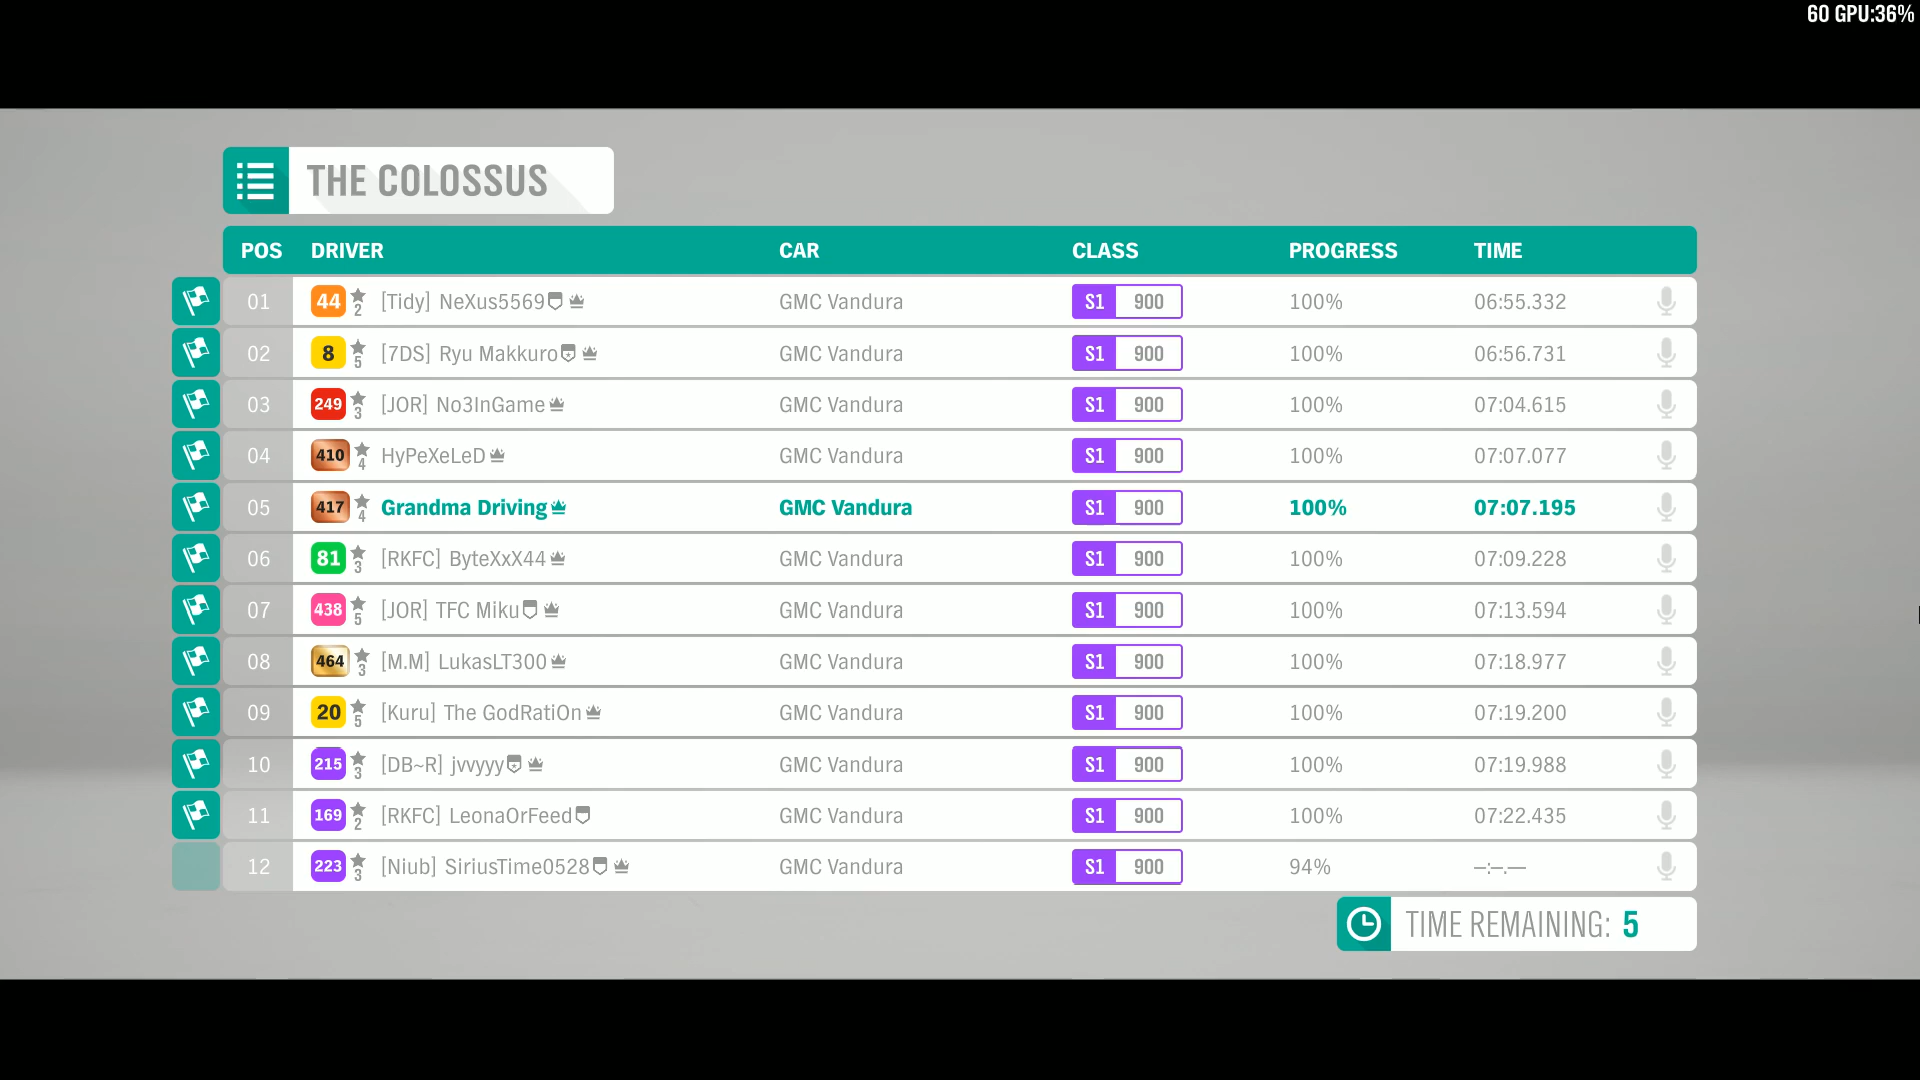 60 GPU:36%
THE COLOSSUS
POS DRIVER CAR CLASS PROGRESS TIME
01 44 2 [Tidy] NeXus5569 GMC Vandura S1 900 100% 06:55.332
02 8 5 [7DS] Ryu Makkuro GMC Vandura S1 900 100% 06:56.731
03 249 3 [JOR] No3InGame GMC Vandura S1 900 100% 07:04.615
04 410 4 HyPeXeLeD GMC Vandura S1 900 100% 07:07.077
05 417 4 Grandma Driving GMC Vandura S1 900 100% 07:07.195
06 81 3 [RKFC] ByteXxX44 GMC Vandura S1 900 100% 07:09.228
07 438 5 [JOR] TFC Miku GMC Vandura S1 900 100% 07:13.594
08 464 3 [M.M] LukasLT300 GMC Vandura S1 900 100% 07:18.977
09 20 5 [Kuru] The GodRatiOn GMC Vandura S1 900 100% 07:19.200
10 215 3 [DB~R] jvvyyy GMC Vandura S1 900 100% 07:19.988
11 169 2 [RKFC] LeonaOrFeed GMC Vandura S1 900 100% 07:22.435
12 223 3 [Niub] SiriusTime0528 GMC Vandura S1 900 94% –:–.—
TIME REMAINING: 5